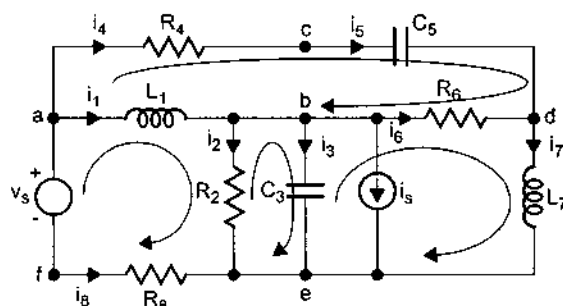 i4 R4 c i5 C5
a i1 L1 b i6 R6 d
i2 i3 i7
+ vs - R2 C3 is L7
f i8 R8 e